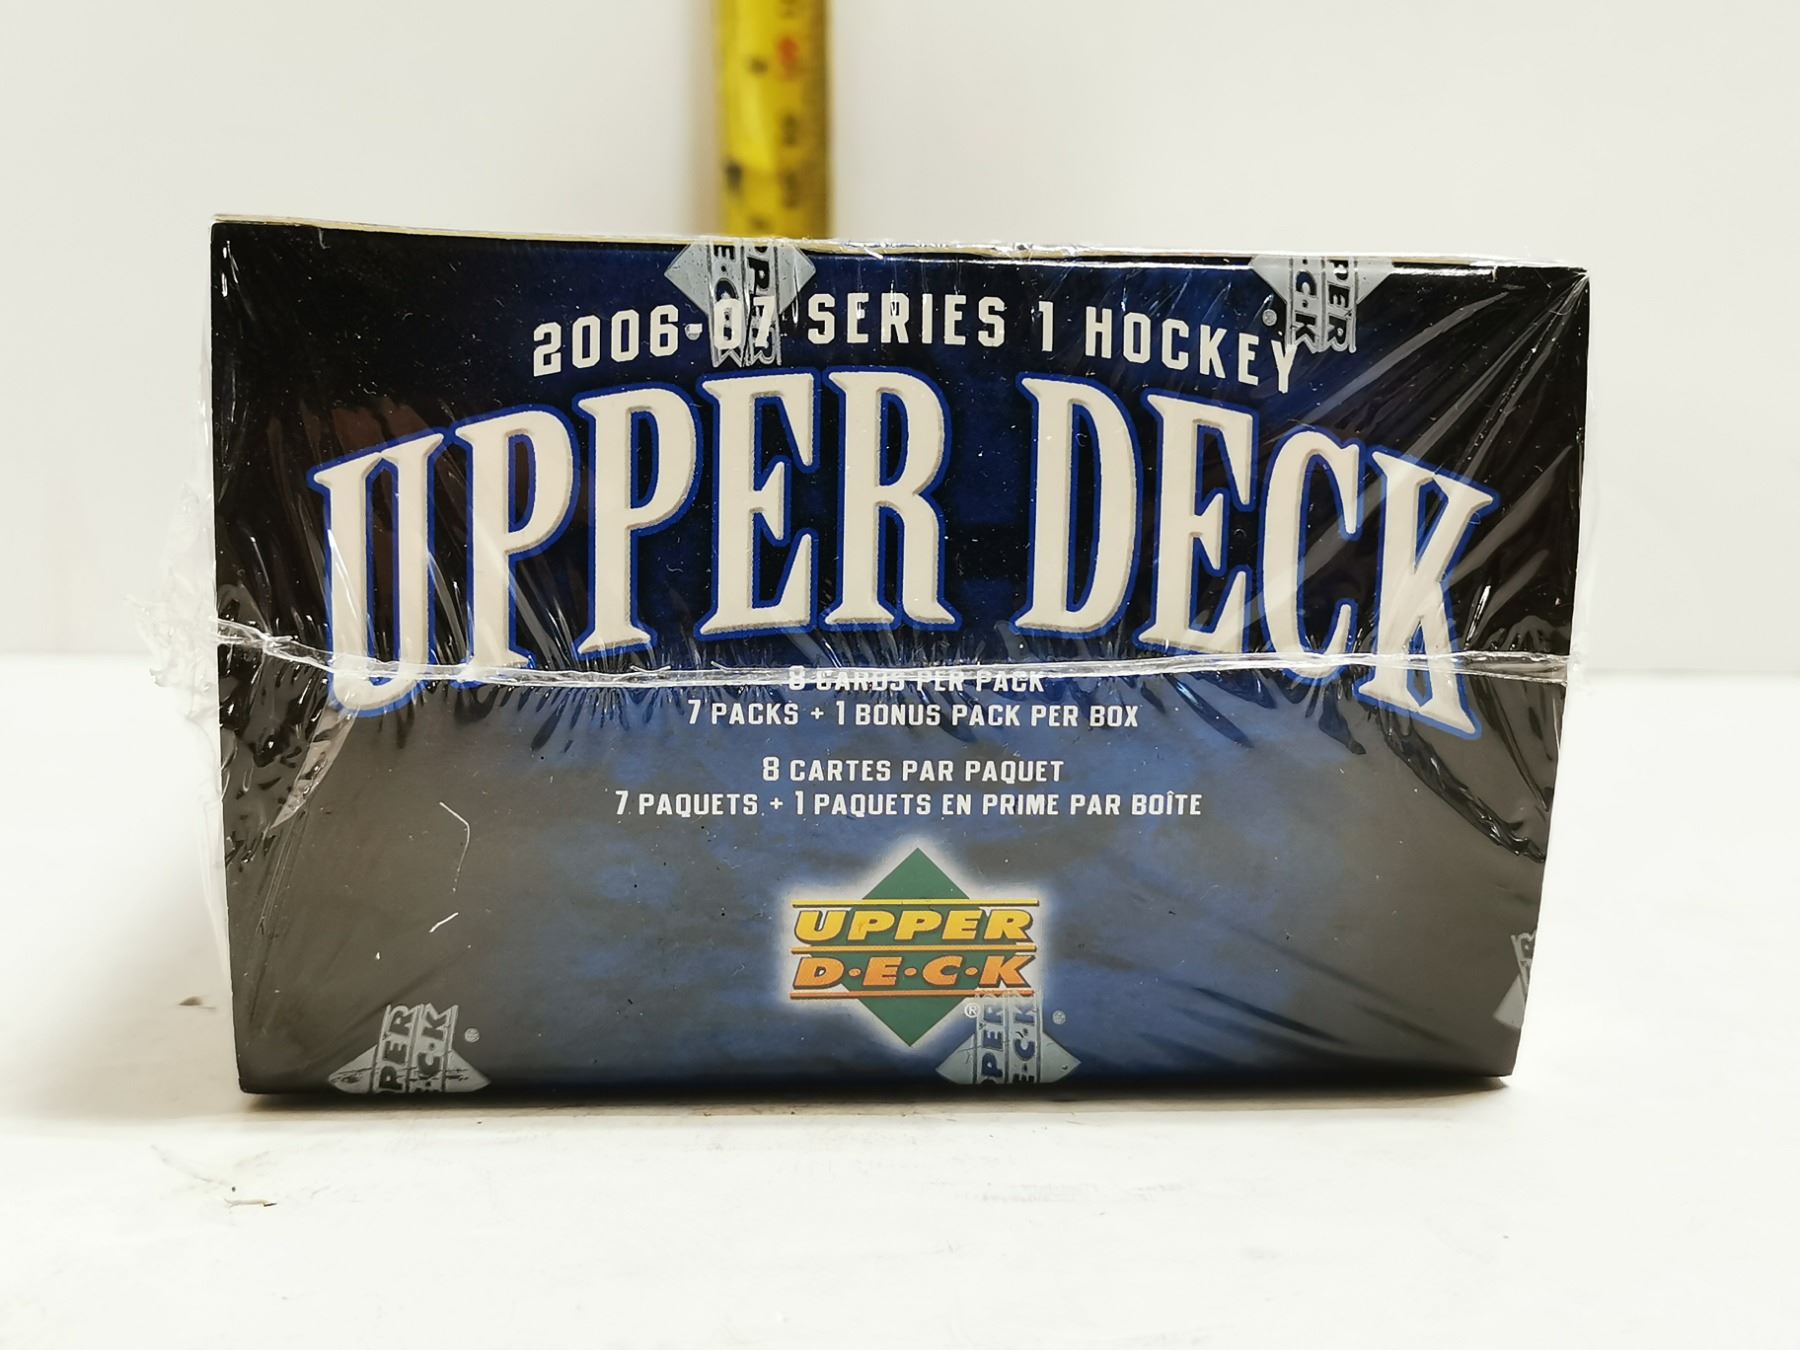 2006-07 SERIES 1 HOCKEY
UPPER DECK
8 CARDS PER PACK
7 PACKS + 1 BONUS PACK PER BOX
8 CARTES PAR PAQUET
7 PAQUETS + 1 PAQUETS EN PRIME PAR BOÎTE
UPPER
D·E·C·K
®